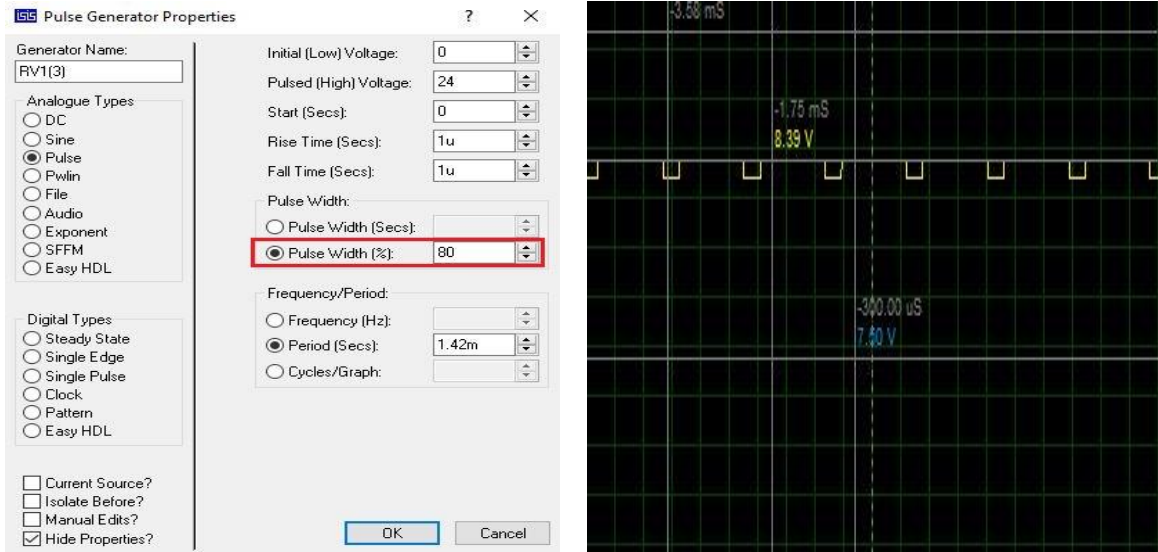 isis Pulse Generator Properties ? ×
Generator Name:
RV1(3)
Analogue Types
DC
Sine
Pulse
Pwlin
File
Audio
Exponent
SFFM
Easy HDL
Digital Types
Steady State
Single Edge
Single Pulse
Clock
Pattern
Easy HDL
Current Source?
Isolate Before?
Manual Edits?
Hide Properties?
Initial (Low) Voltage: 0
Pulsed (High) Voltage: 24
Start (Secs): 0
Rise Time (Secs): 1u
Fall Time (Secs): 1u
Pulse Width:
Pulse Width (Secs):
Pulse Width (%): 80
Frequency/Period:
Frequency (Hz):
Period (Secs): 1.42m
Cycles/Graph:
OK Cancel
-3.58 mS
-1.75 mS
8.39 V
-300.00 uS
7.50 V